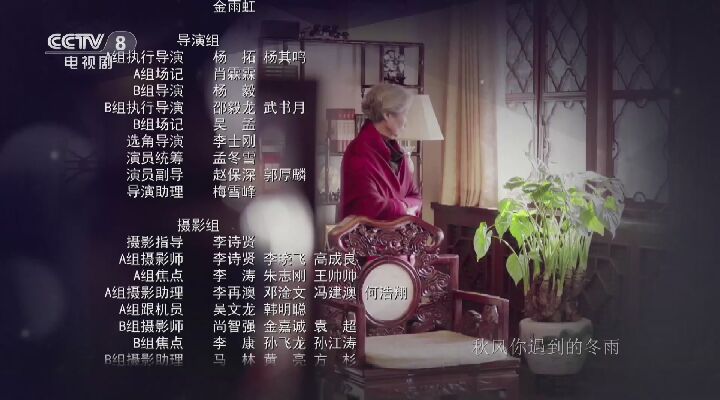 金雨虹
CCTV 8
电视剧
导演组
A组执行导演 杨 拓 杨其鸣
A组场记 肖霖霖
B组导演 杨 毅
B组执行导演 邵毅龙 武书月
B组场记 吴 孟
选角导演 李士刚
演员统筹 孟冬雪
演员副导 赵保深 郭厚麟
导演助理 梅雪峰
摄影组
摄影指导 李诗贤
A组摄影师 李诗贤 李晓飞 高成良
A组焦点 李 涛 朱志刚 王帅帅
A组摄影助理 李再澳 邓淦文 冯建澳 何浩翔
A组跟机员 吴文龙 韩明聪
B组摄影师 尚智强 金嘉诚 袁 超
B组焦点 李 康 孙飞龙 孙江涛
B组摄影助理 马 林 黄 亮 方 杉
秋风你遇到的冬雨